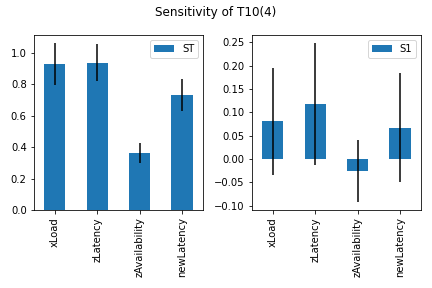 Sensitivity of T10(4)
ST
1.0
0.8
0.6
0.4
0.2
0.0
xLoad
zLatency
zAvailability
newLatency
S1
0.25
0.20
0.15
0.10
0.05
0.00
−0.05
−0.10
xLoad
zLatency
zAvailability
newLatency